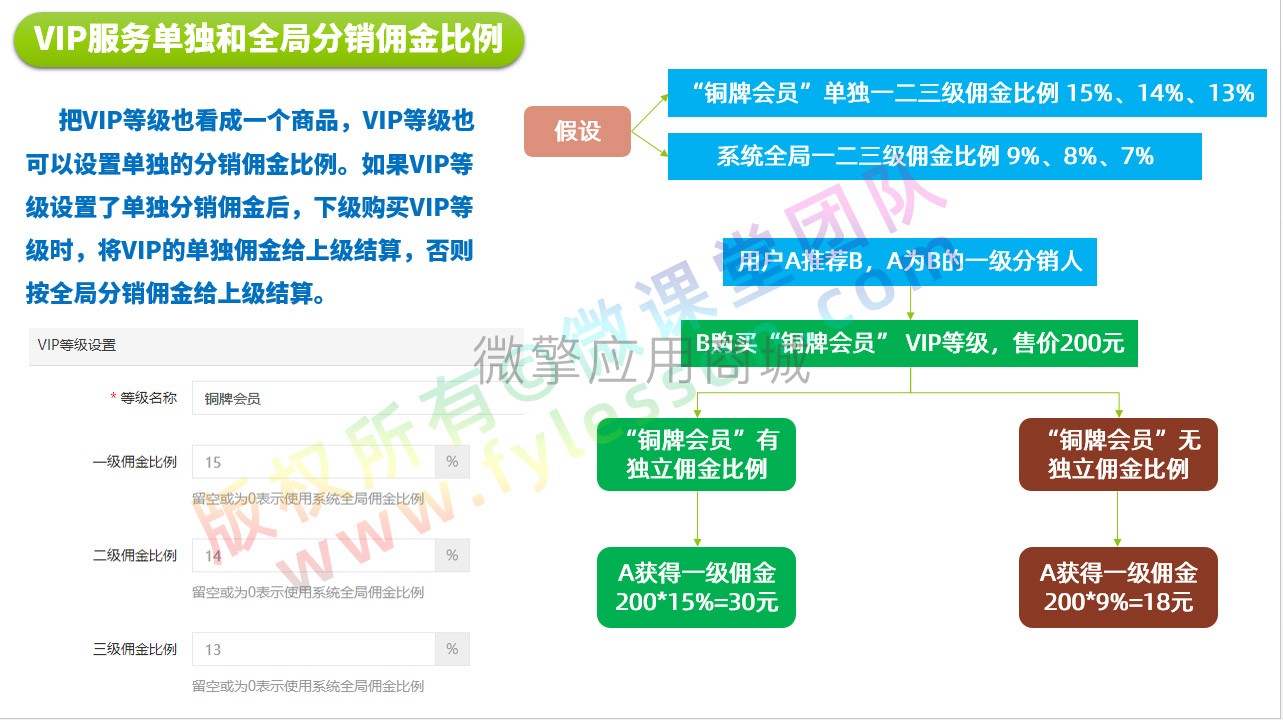 VIP服务单独和全局分销佣金比例
把VIP等级也看成一个商品，VIP等级也
可以设置单独的分销佣金比例。如果VIP等
级设置了单独分销佣金后，下级购买VIP等
级时，将VIP的单独佣金给上级结算，否则
按全局分销佣金给上级结算。
VIP等级设置
* 等级名称
铜牌会员
一级佣金比例
15
%
留空或为0表示使用系统全局佣金比例
二级佣金比例
14
%
留空或为0表示使用系统全局佣金比例
三级佣金比例
13
%
留空或为0表示使用系统全局佣金比例
假设
“铜牌会员”单独一二三级佣金比例 15%、14%、13%
系统全局一二三级佣金比例 9%、8%、7%
用户A推荐B，A为B的一级分销人
B购买“铜牌会员” VIP等级，售价200元
“铜牌会员”有
独立佣金比例
“铜牌会员”无
独立佣金比例
A获得一级佣金
200*15%=30元
A获得一级佣金
200*9%=18元
版权所有©微课堂团队
www.fylesson.com
微擎应用商城